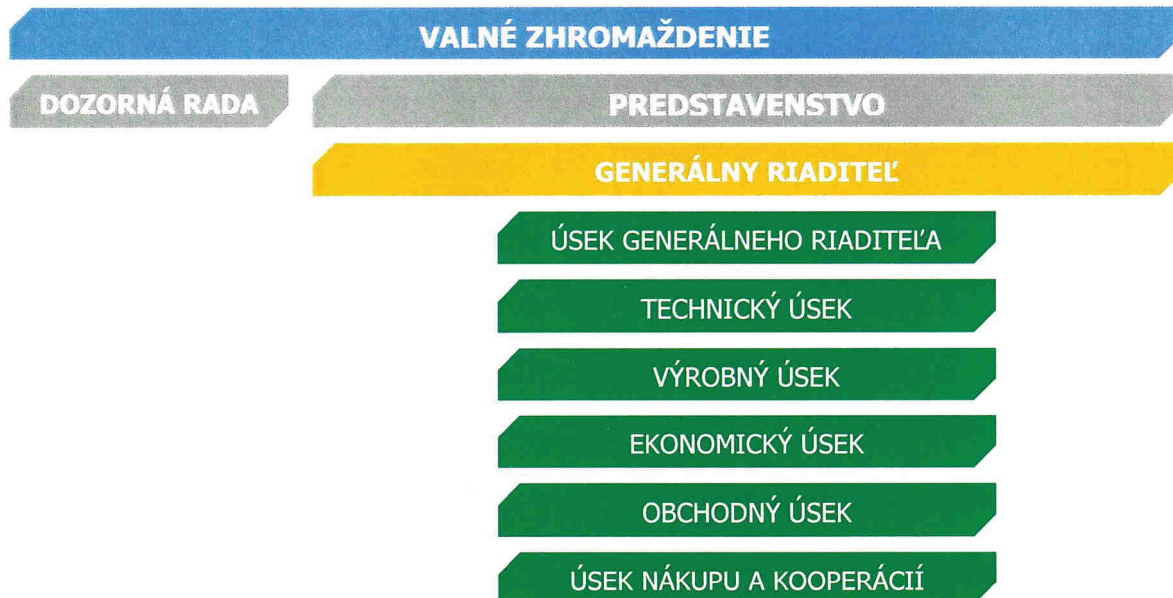 VALNÉ ZHROMAŽDENIE
DOZORNÁ RADA
PREDSTAVENSTVO
GENERÁLNY RIADITEĽ
ÚSEK GENERÁLNEHO RIADITEĽA
TECHNICKÝ ÚSEK
VÝROBNÝ ÚSEK
EKONOMICKÝ ÚSEK
OBCHODNÝ ÚSEK
ÚSEK NÁKUPU A KOOPERÁCIÍ